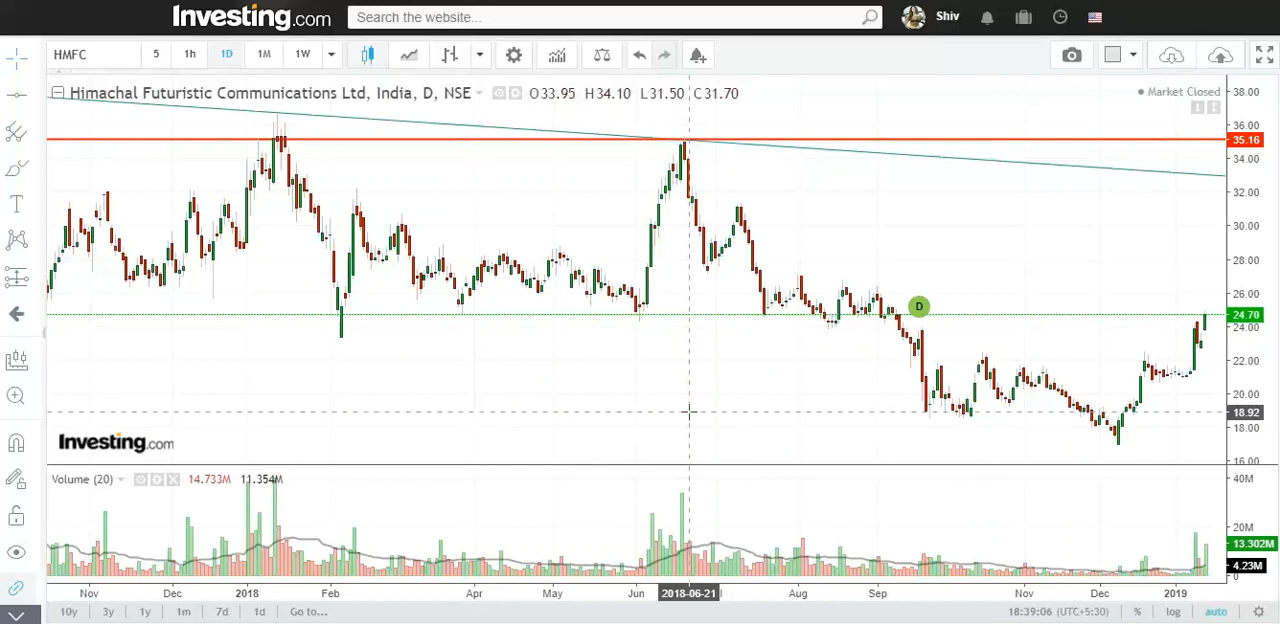 Investing.com Search the website... Shiv
HMFC 5 1h 1D 1M 1W
Himachal Futuristic Communications Ltd, India, D, NSE O33.95 H34.10 L31.50 C31.70
Market Closed
38.00
36.00
35.16
34.00
32.00
30.00
28.00
26.00
D
24.70
24.00
22.00
20.00
18.92
18.00
16.00
Investing.com
Volume (20) 14.733M 11.354M
40M
20M
13.302M
4.23M
0
Nov Dec 2018 Feb Apr May Jun 2018-06-21 Aug Sep Nov Dec 2019
10y 3y 1y 1m 7d 1d Go to... 18:39:06 (UTC+5:30) % log auto